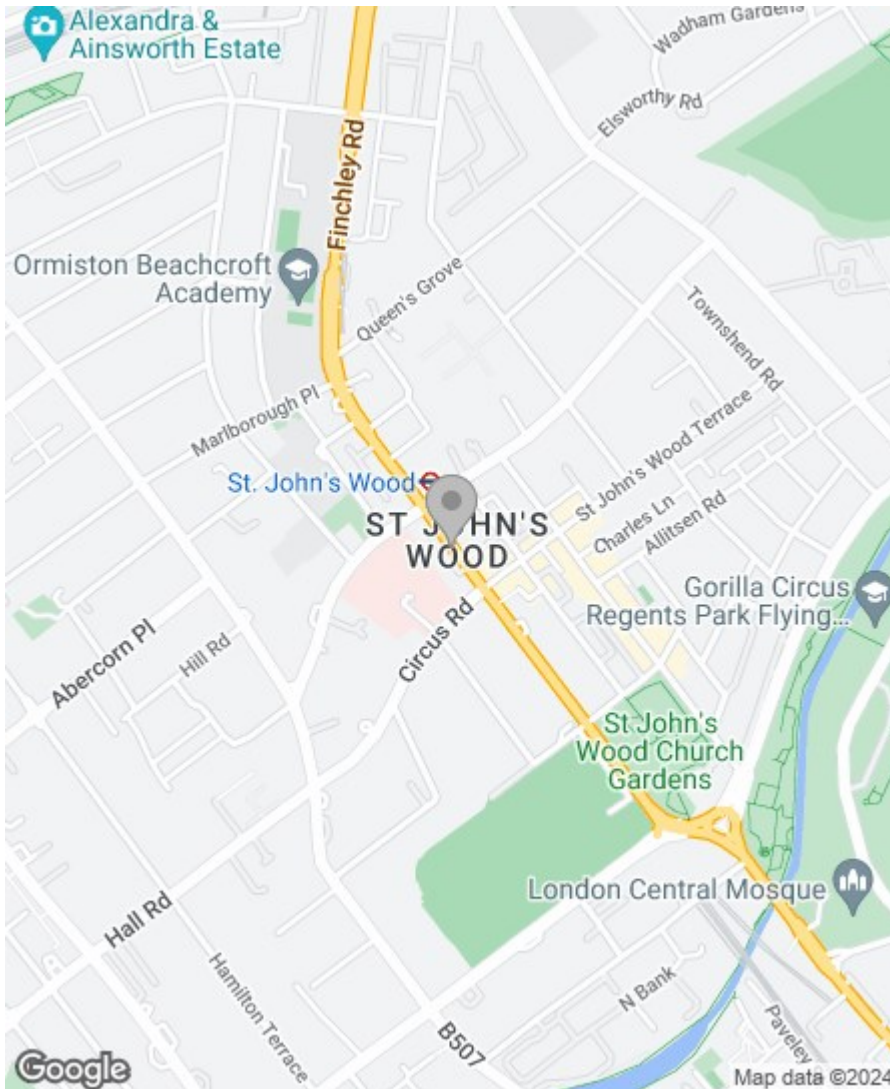 Alexandra &
Ainsworth Estate
Wadham Gardens
Elsworthy Rd
Finchley Rd
Ormiston Beachcroft
Academy
Queen's Grove
Townshend Rd
Marlborough Pl
St John's Wood Terrace
St. John's Wood
ST JOHN'S
WOOD
Charles Ln
Allitsen Rd
Gorilla Circus
Regents Park Flying...
Circus Rd
Abercorn Pl
Hill Rd
St John's
Wood Church
Gardens
London Central Mosque
Hall Rd
Hamilton Terrace
N Bank
B507
Paveley
Google
Map data ©2024